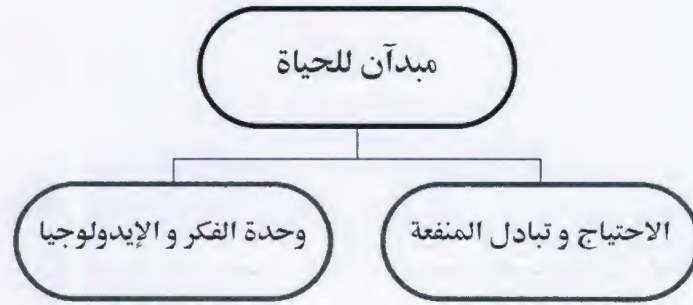 مبدآن للحياة
الاحتياج و تبادل المنفعة
وحدة الفكر و الإيدولوجيا